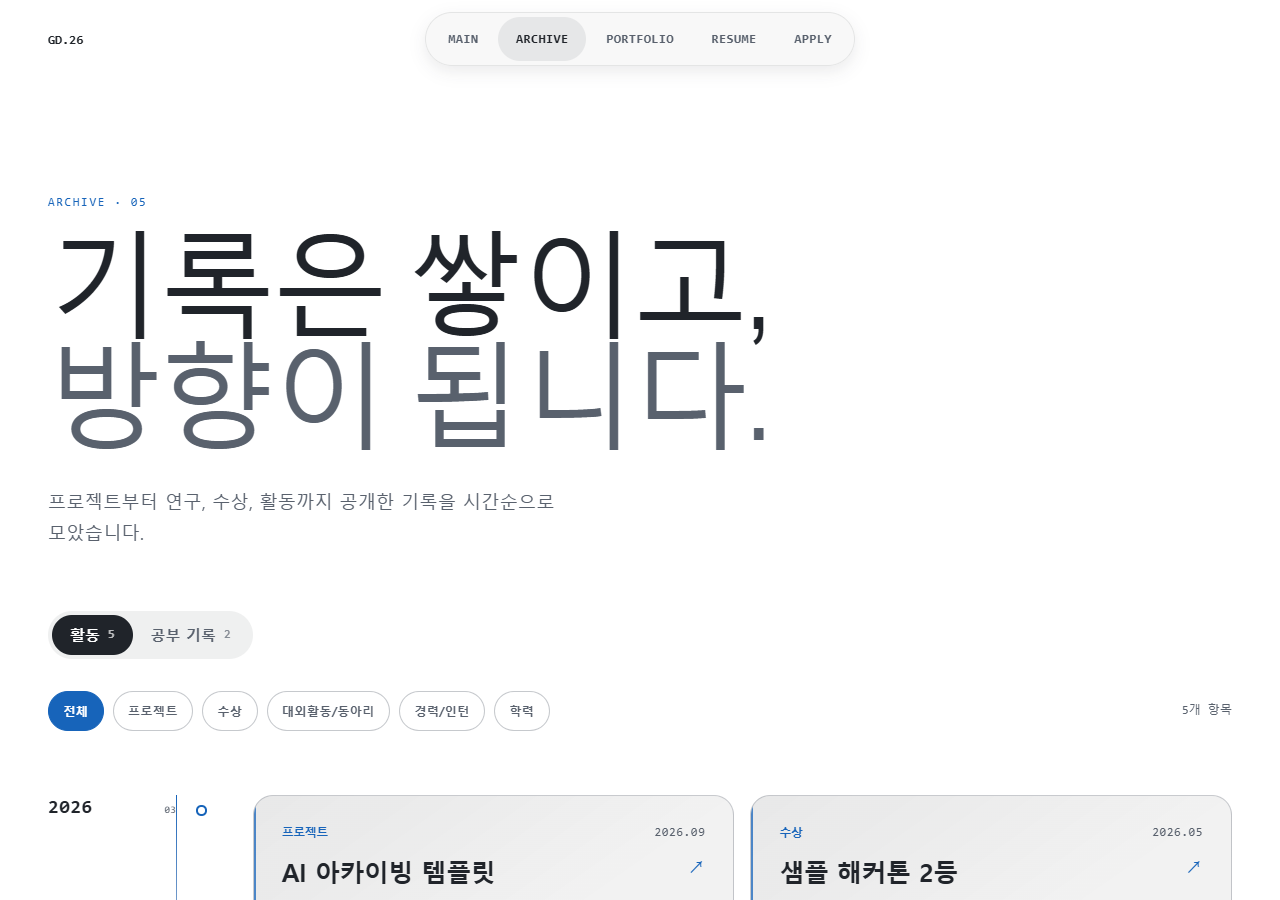 GD.26
MAIN
ARCHIVE
PORTFOLIO
RESUME
APPLY
ARCHIVE · 05
기록은 쌓이고,
방향이 됩니다.
프로젝트부터 연구, 수상, 활동까지 공개한 기록을 시간순으로
모았습니다.
활동 5
공부 기록 2
전체
프로젝트
수상
대외활동/동아리
경력/인턴
학력
5개 항목
2026
03
프로젝트
2026.09
AI 아카이빙 템플릿
↗
수상
2026.05
샘플 해커톤 2등
↗